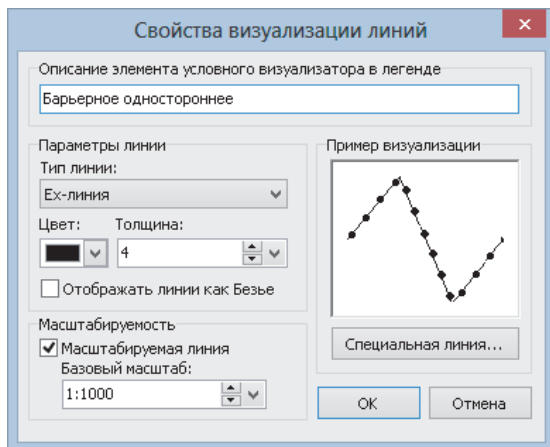 Свойства визуализации линий
Описание элемента условного визуализатора в легенде
Барьерное одностороннее
Параметры линии
Тип линии:
Ex-линия
Цвет: Толщина:
4
Отображать линии как Безье
Масштабируемость
Масштабируемая линия
Базовый масштаб:
1:1000
Пример визуализации
Специальная линия...
OK Отмена